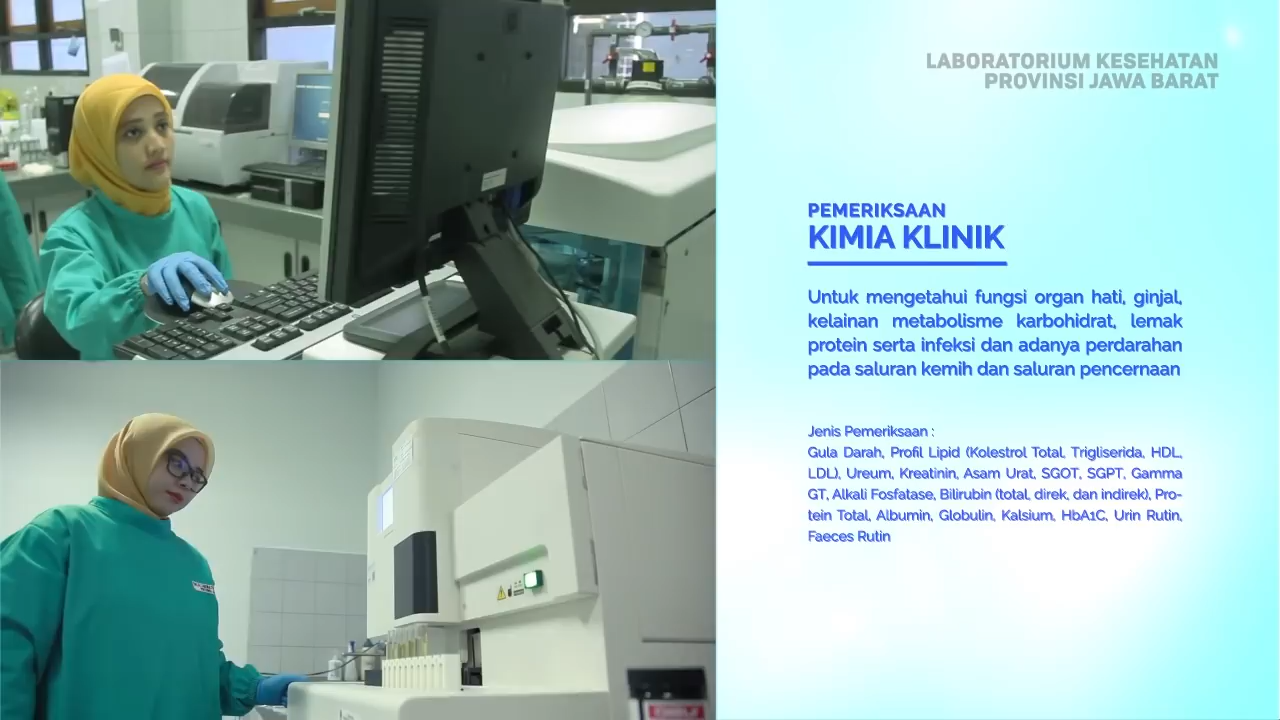 LABORATORIUM KESEHATAN
PROVINSI JAWA BARAT
PEMERIKSAAN
KIMIA KLINIK
Untuk mengetahui fungsi organ hati, ginjal,
kelainan metabolisme karbohidrat, lemak
protein serta infeksi dan adanya perdarahan
pada saluran kemih dan saluran pencernaan
Jenis Pemeriksaan :
Gula Darah, Profil Lipid (Kolestrol Total, Trigliserida, HDL,
LDL), Ureum, Kreatinin, Asam Urat, SGOT, SGPT, Gamma
GT, Alkali Fosfatase, Bilirubin (total, direk, dan indirek), Pro-
tein Total, Albumin, Globulin, Kalsium, HbA1C, Urin Rutin,
Faeces Rutin